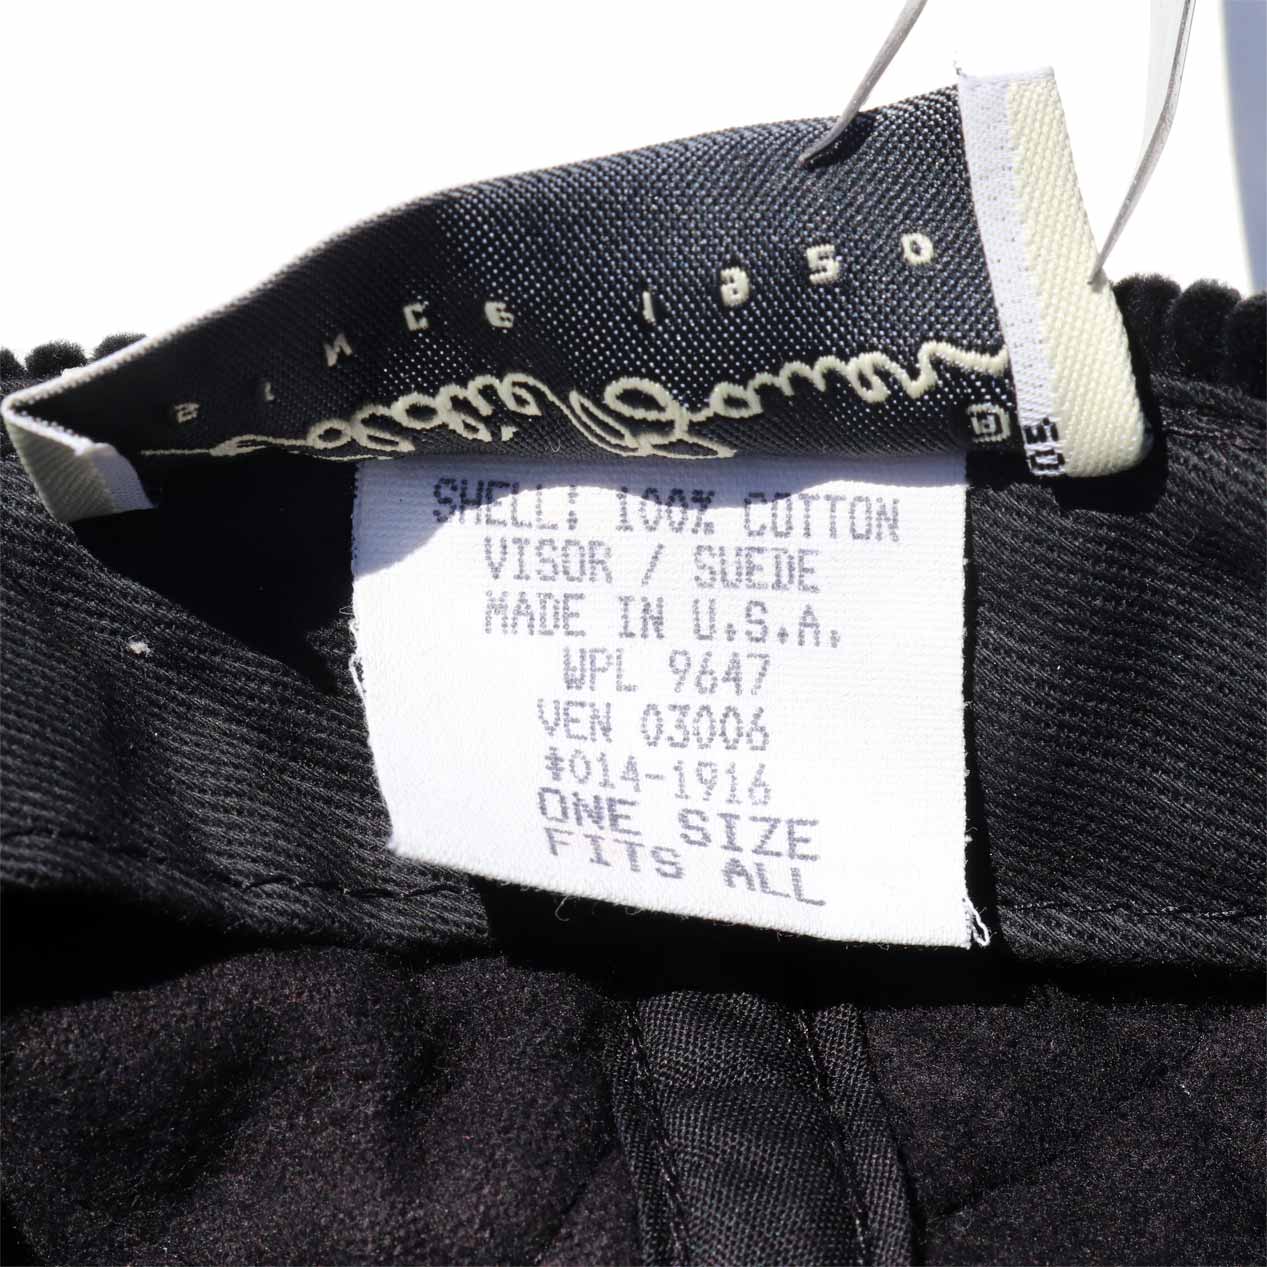 SINCE 1850
SHELL: 100% COTTON
VISOR / SUEDE
MADE IN U.S.A.
WPL 9647
VEN 03006
#014-1916
ONE SIZE
FITS ALL